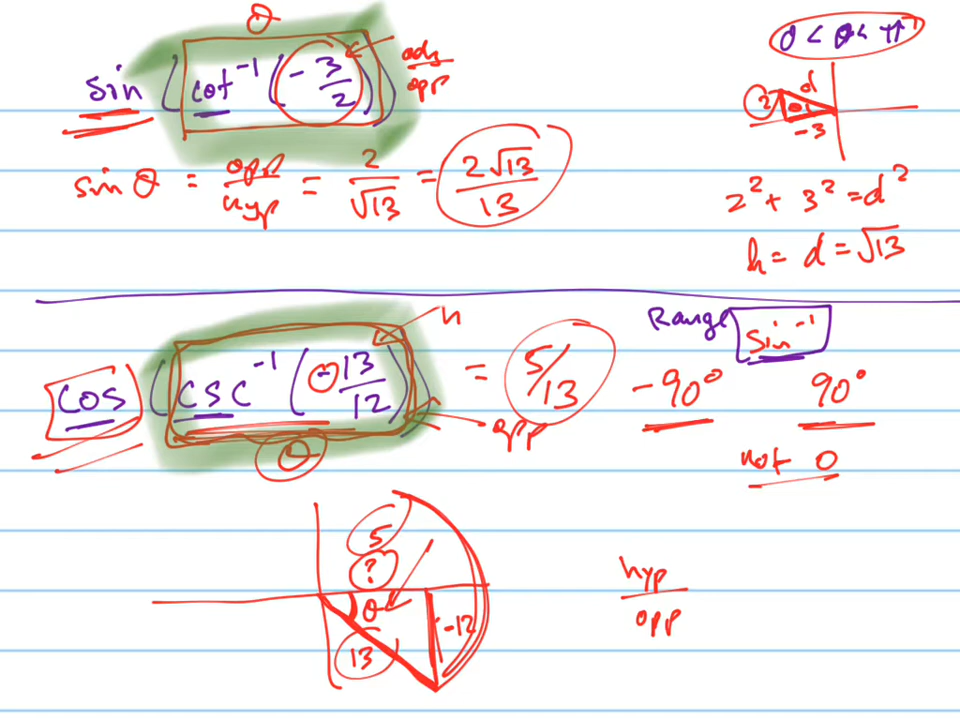 θ
sin (cot⁻¹(-3/2)) adj/opp
0 < θ < π
2 d θ -3
sin θ = opp/hyp = 2/√13 = 2√13/13
2² + 3² = d²
h = d = √13
h
Range sin⁻¹
cos (csc⁻¹(-13/12)) = 5/13 -90° 90°
opp
θ
not 0
5
?
θ
-12
13
hyp/opp